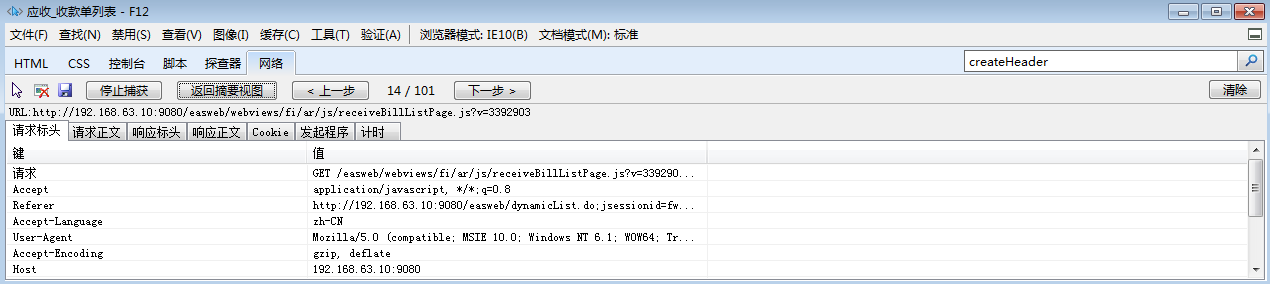 应收_收款单列表 - F12
文件(F) 查找(N) 禁用(S) 查看(V) 图像(I) 缓存(C) 工具(T) 验证(A) 浏览器模式: IE10(B) 文档模式(M): 标准
HTML CSS 控制台 脚本 探查器 网络 createHeader
停止捕获 返回摘要视图 < 上一步 14 / 101 下一步 > 清除
URL:http://192.168.63.10:9080/easweb/webviews/fi/ar/js/receiveBillListPage.js?v=3392903
请求标头 请求正文 响应标头 响应正文 Cookie 发起程序 计时
键 值
请求 GET /easweb/webviews/fi/ar/js/receiveBillListPage.js?v=339290...
Accept application/javascript, */*;q=0.8
Referer http://192.168.63.10:9080/easweb/dynamicList.do;jsessionid=fw...
Accept-Language zh-CN
User-Agent Mozilla/5.0 (compatible; MSIE 10.0; Windows NT 6.1; WOW64; Tr...
Accept-Encoding gzip, deflate
Host 192.168.63.10:9080